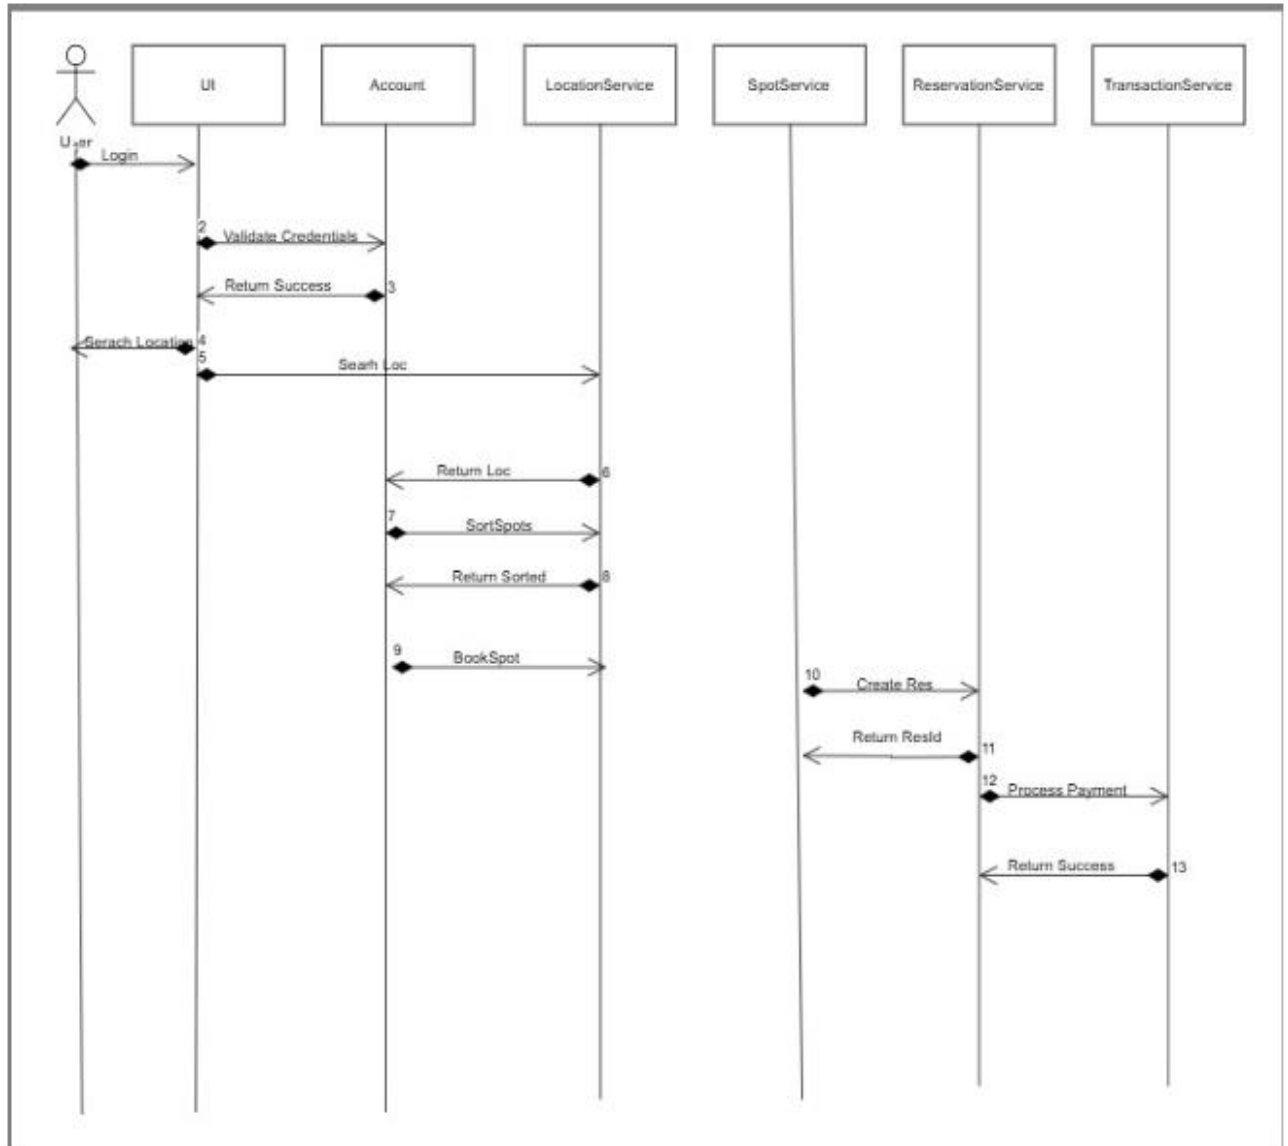 UI
Account
LocationService
SpotService
ReservationService
TransactionService
User
Login
2
Validate Credentials
Return Success
3
Serach Location
4
5
Searh Loc
Return Loc
6
7
SortSpots
Return Sorted
8
9
BookSpot
10
Create Res
Return ResId
11
12
Process Payment
Return Success
13